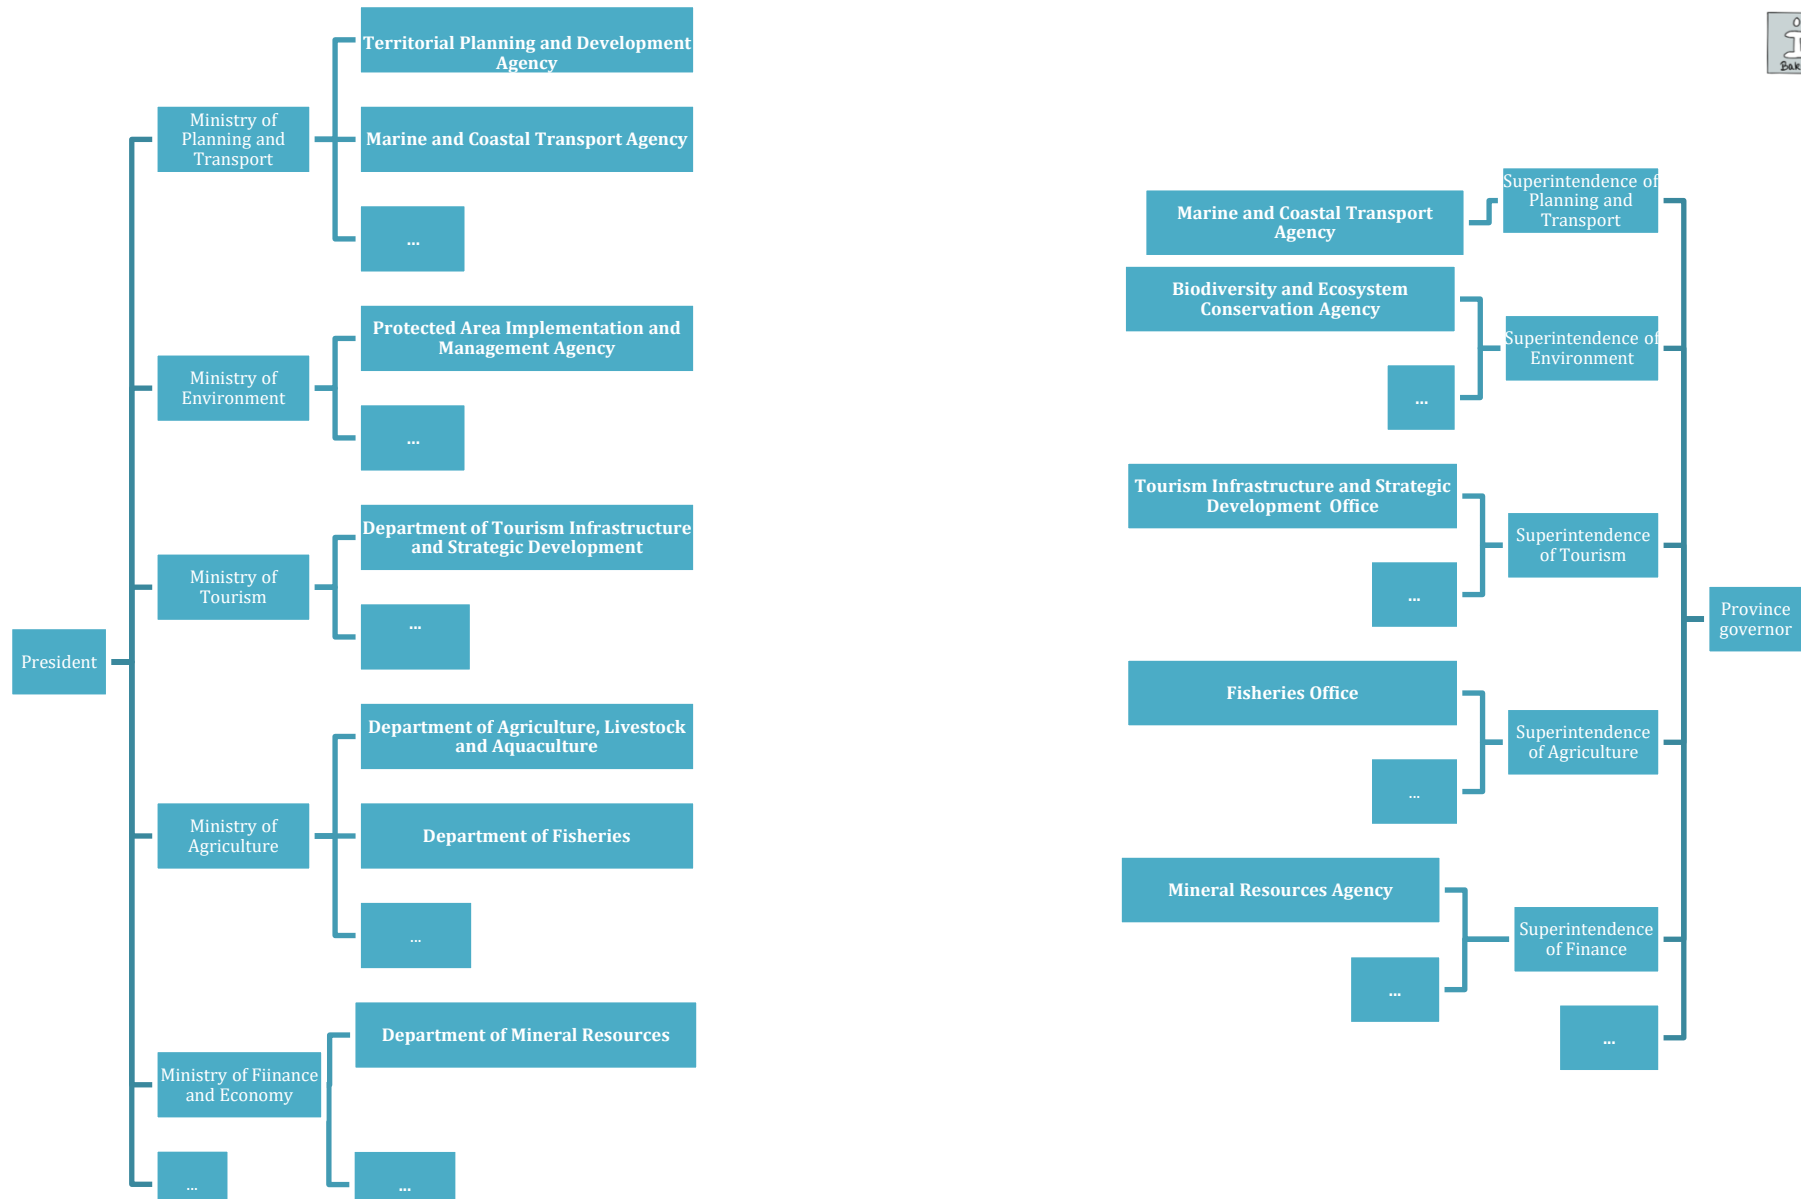 Territorial Planning and Development
Agency
Ministry of
Planning and
Transport
Marine and Coastal Transport Agency
...
Protected Area Implementation and
Management Agency
Ministry of
Environment
...
Department of Tourism Infrastructure
and Strategic Development
Ministry of
Tourism
...
President
Department of Agriculture, Livestock
and Aquaculture
Ministry of
Agriculture
Department of Fisheries
...
Department of Mineral Resources
Ministry of Fiinance
and Economy
...
...
Superintendence of
Planning and
Transport
Marine and Coastal Transport
Agency
Biodiversity and Ecosystem
Conservation Agency
Superintendence of
Environment
...
Tourism Infrastructure and Strategic
Development Office
Superintendence
of Tourism
...
Province
governor
Fisheries Office
Superintendence
of Agriculture
...
Mineral Resources Agency
Superintendence
of Finance
...
...